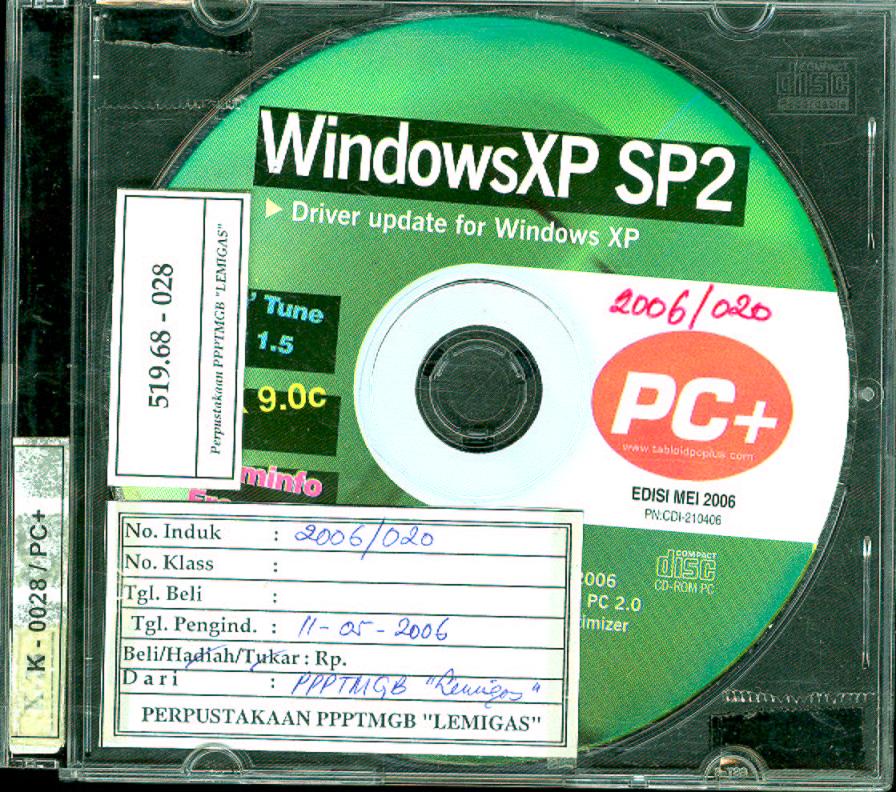 COMPACT
disc
Recordable
WindowsXP SP2
Driver update for Windows XP
519.68 - 028
Perpustakaan PPPTMGB "LEMIGAS"
' Tune
1.5
9.0c
minfo
2006/020
PC+
www.tabloidpcplus.com
EDISI MEI 2006
PN:CDI-210406
COMPACT
disc
CD-ROM PC
2006
PC 2.0
timizer
K - 0028 / PC+
No. Induk : 2006/020
No. Klass :
Tgl. Beli :
Tgl. Pengind. : 11-05-2006
Beli/Hadiah/Tukar : Rp.
Dari : PPPTMGB "Lemigas"
PERPUSTAKAAN PPPTMGB "LEMIGAS"